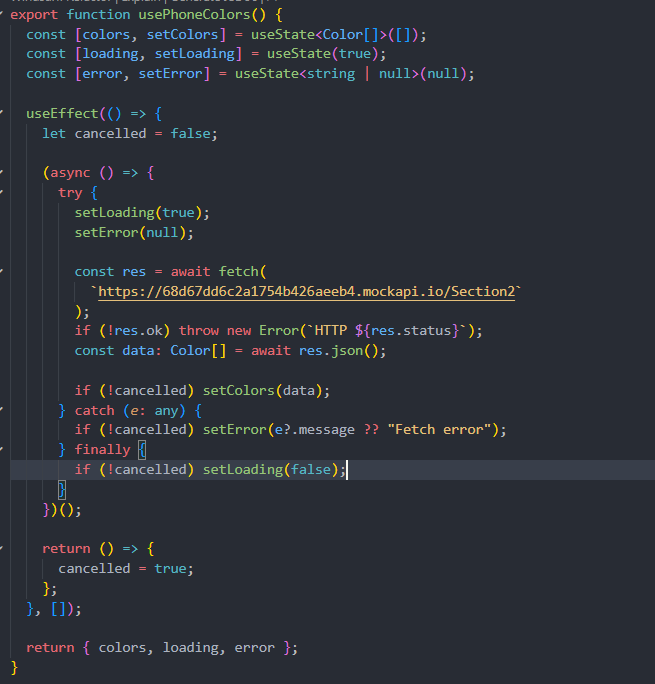 export function usePhoneColors() {
const [colors, setColors] = useState<Color[]>([]);
const [loading, setLoading] = useState(true);
const [error, setError] = useState<string | null>(null);
useEffect(() => {
let cancelled = false;
(async () => {
try {
setLoading(true);
setError(null);
const res = await fetch(
`https://68d67dd6c2a1754b426aeeb4.mockapi.io/Section2`
);
if (!res.ok) throw new Error(`HTTP ${res.status}`);
const data: Color[] = await res.json();
if (!cancelled) setColors(data);
} catch (e: any) {
if (!cancelled) setError(e?.message ?? "Fetch error");
} finally {
if (!cancelled) setLoading(false);
}
})();
return () => {
cancelled = true;
};
}, []);
return { colors, loading, error };
}